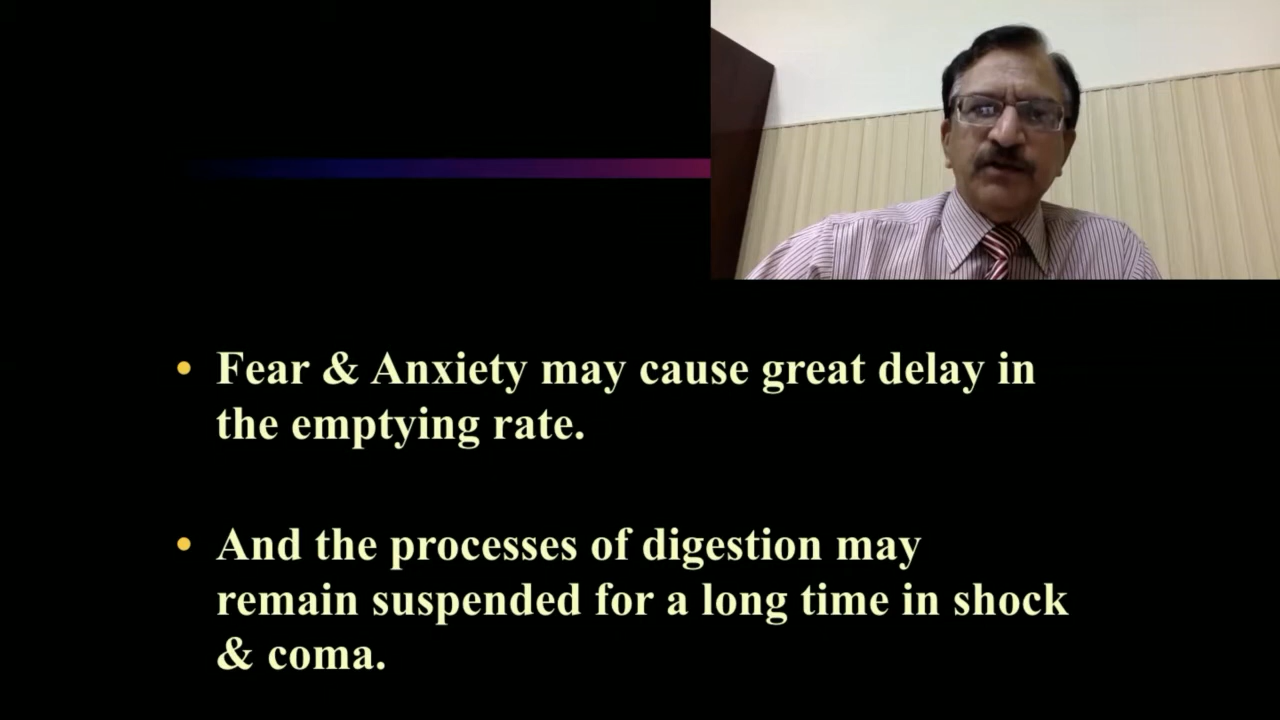 • Fear & Anxiety may cause great delay in
the emptying rate.
• And the processes of digestion may
remain suspended for a long time in shock
& coma.